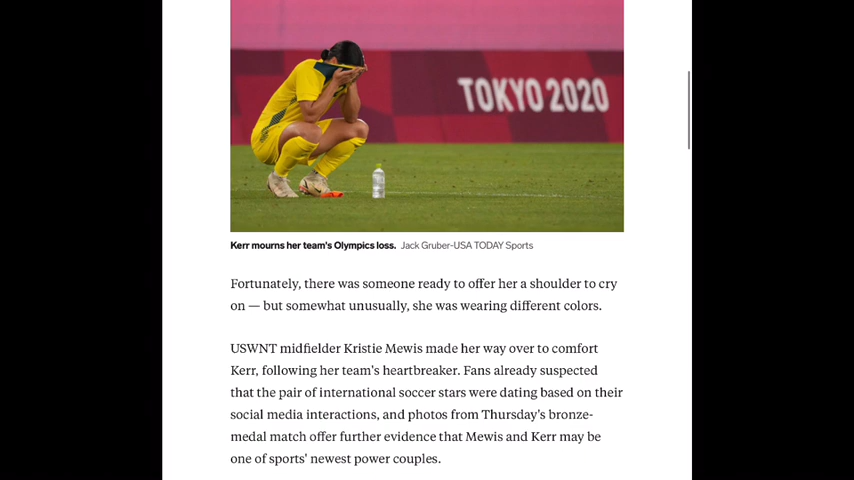 TOKYO 2020
Kerr mourns her team's Olympics loss. Jack Gruber-USA TODAY Sports
Fortunately, there was someone ready to offer her a shoulder to cry
on — but somewhat unusually, she was wearing different colors.
USWNT midfielder Kristie Mewis made her way over to comfort
Kerr, following her team's heartbreaker. Fans already suspected
that the pair of international soccer stars were dating based on their
social media interactions, and photos from Thursday's bronze-
medal match offer further evidence that Mewis and Kerr may be
one of sports' newest power couples.